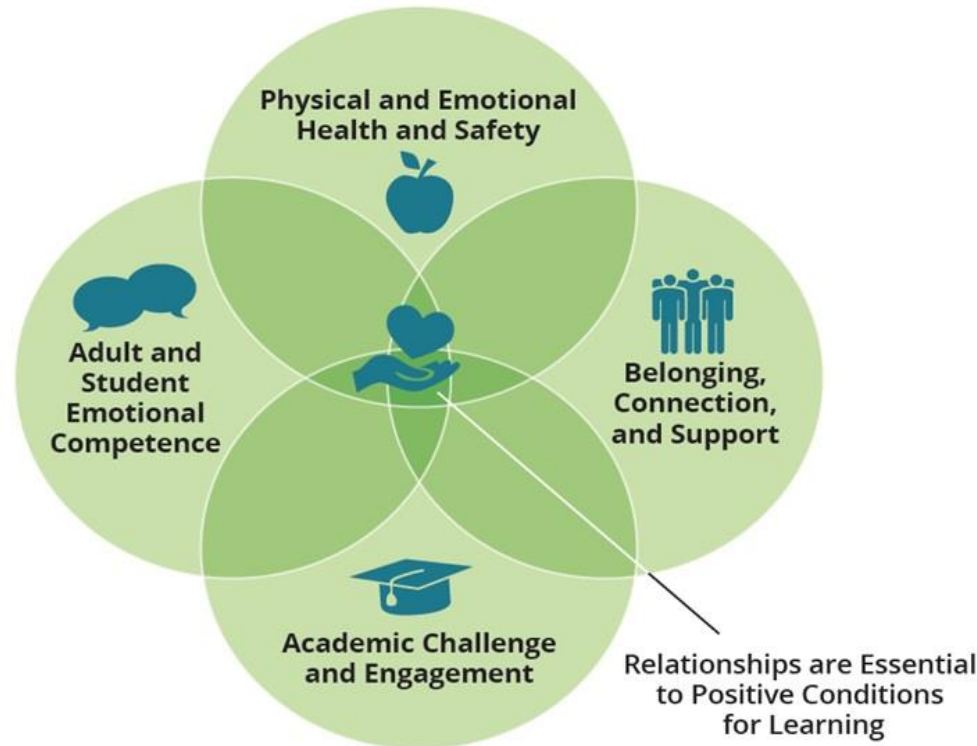 Physical and Emotional
Health and Safety
Adult and
Student
Emotional
Competence
Belonging,
Connection,
and Support
Academic Challenge
and Engagement
Relationships are Essential
to Positive Conditions
for Learning